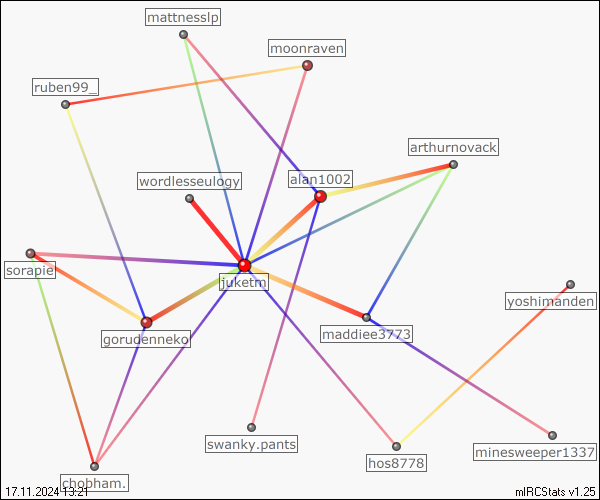 mattnesslp
moonraven
ruben99_
arthurnovack
alan1002
wordlesseulogy
sorapie
juketm
yoshimaiden
gorudenneko
maddiee3773
swanky.pants
minesweeper1337
hos8778
chobham.
17.11.2024 13:21
mIRCStats v1.25